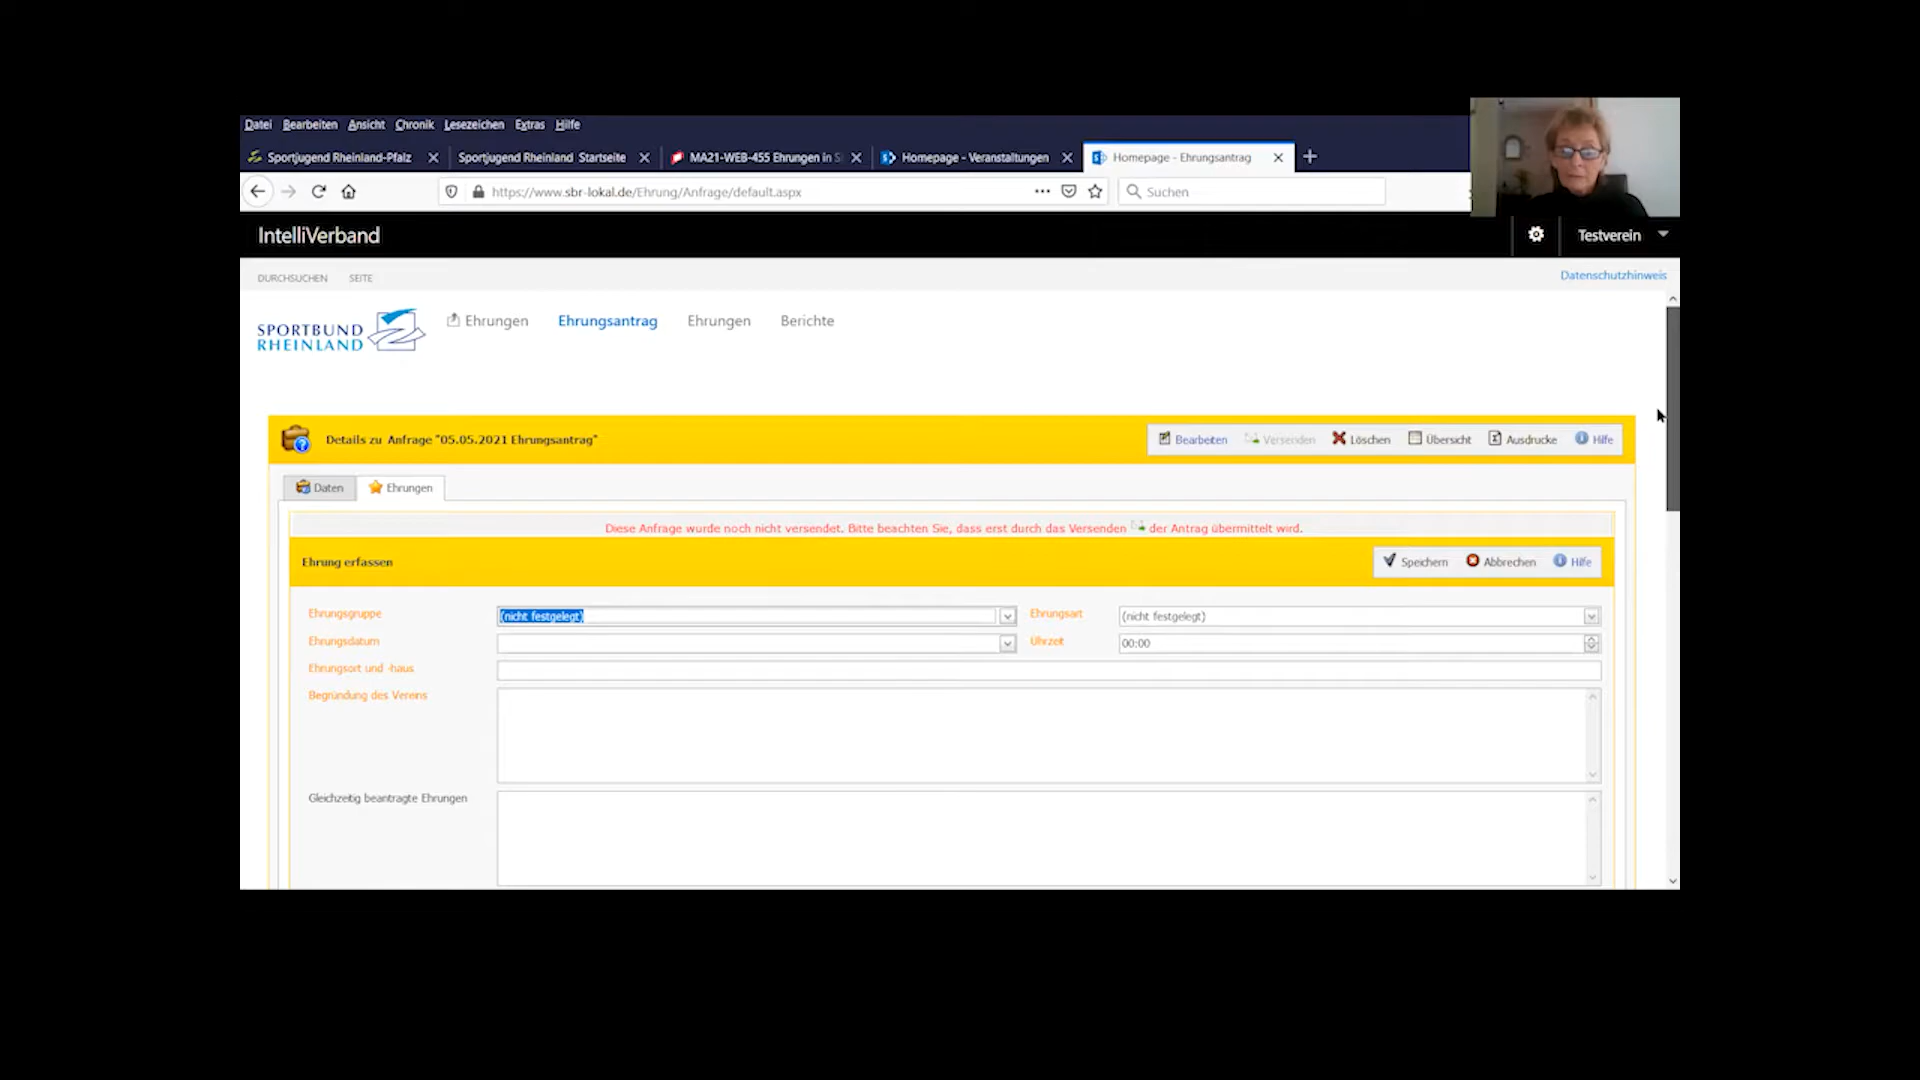 Datei Bearbeiten Ansicht Chronik Lesezeichen Extras Hilfe
Sportjugend Rheinland-Pfalz Sportjugend Rheinland Startseite MA21-WEB-455 Ehrungen in Homepage - Veranstaltungen Homepage - Ehrungsantrag
https://www.sbr-lokal.de/Ehrung/Anfrage/default.aspx Suchen
IntelliVerband Testverein
DURCHSUCHEN SEITE Datenschutzhinweis
SPORTBUND
RHEINLAND
Ehrungen Ehrungsantrag Ehrungen Berichte
Details zu Anfrage "05.05.2021 Ehrungsantrag" Bearbeiten Versenden Löschen Übersicht Ausdrucke Hilfe
Daten Ehrungen
Diese Anfrage wurde noch nicht versendet. Bitte beachten Sie, dass erst durch das Versenden der Antrag übermittelt wird.
Ehrung erfassen Speichern Abbrechen Hilfe
Ehrungsgruppe (nicht festgelegt) Ehrungsart (nicht festgelegt)
Ehrungsdatum Uhrzeit 00:00
Ehrungsort und -haus
Begründung des Vereins
Gleichzeitig beantragte Ehrungen